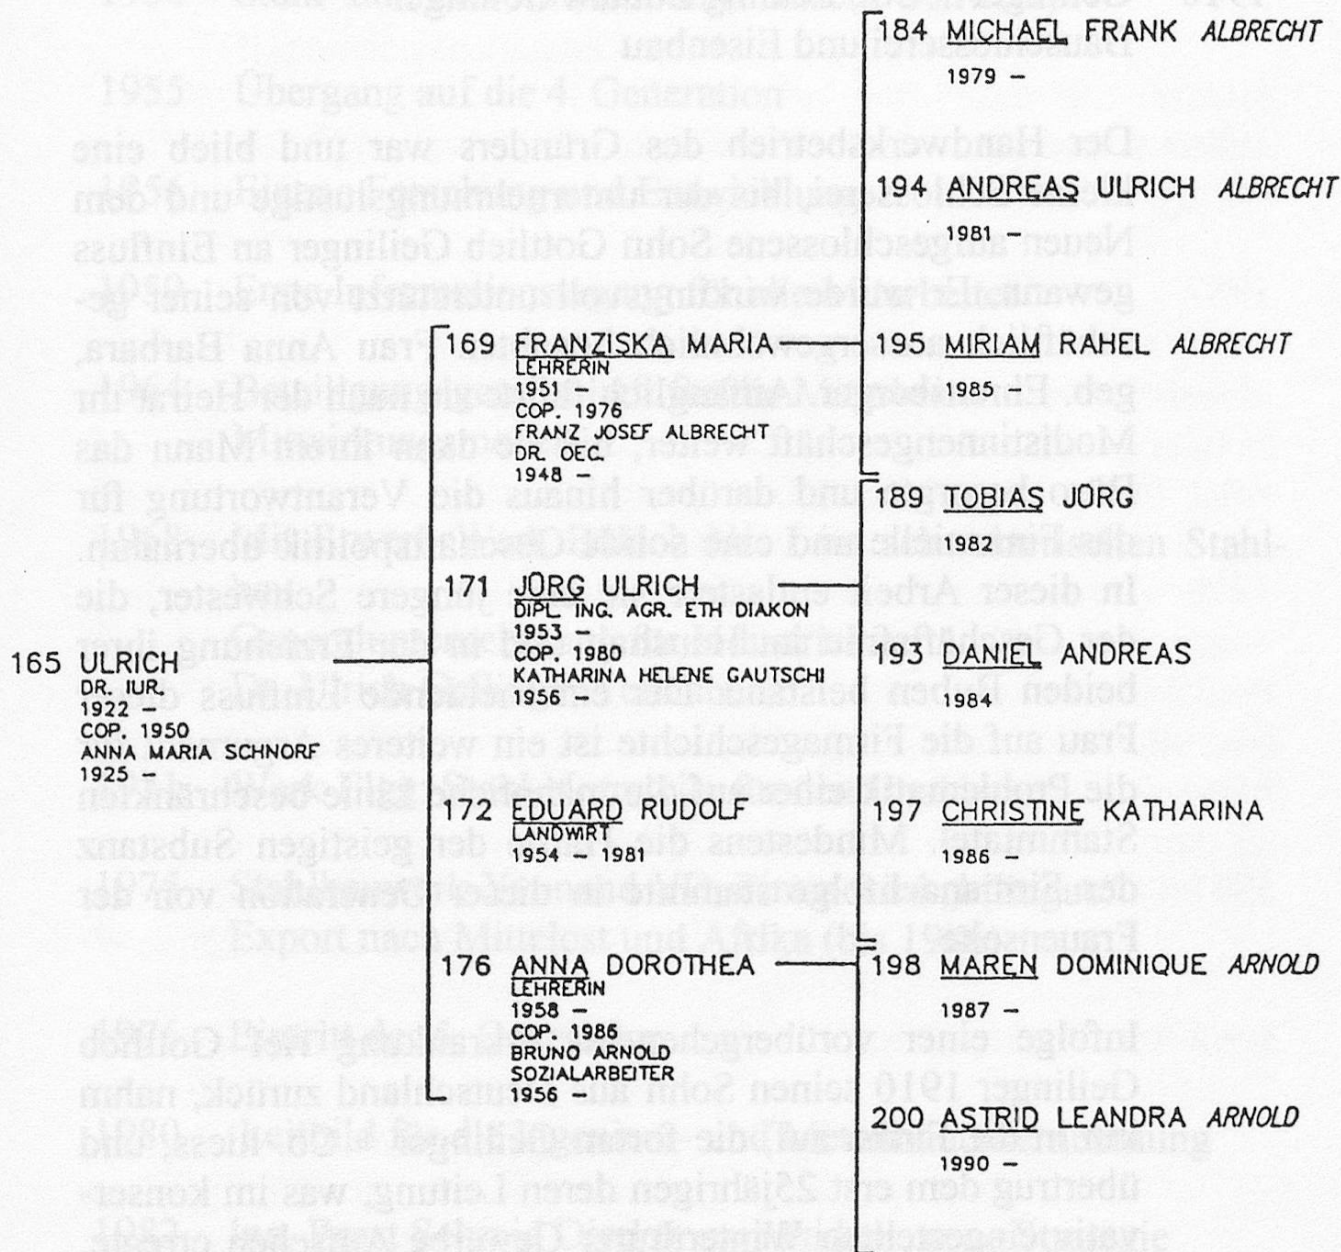 165 ULRICH
DR. IUR.
1922 –
COP. 1950
ANNA MARIA SCHNORF
1925 –
169 FRANZISKA MARIA
LEHRERIN
1951 –
COP. 1976
FRANZ JOSEF ALBRECHT
DR. OEC.
1948 –
171 JÜRG ULRICH
DIPL. ING. AGR. ETH DIAKON
1953 –
COP. 1980
KATHARINA HELENE GAUTSCHI
1956 –
172 EDUARD RUDOLF
LANDWIRT
1954 – 1981
176 ANNA DOROTHEA
LEHRERIN
1958 –
COP. 1986
BRUNO ARNOLD
SOZIALARBEITER
1956 –
184 MICHAEL FRANK ALBRECHT
1979 –
194 ANDREAS ULRICH ALBRECHT
1981 –
195 MIRIAM RAHEL ALBRECHT
1985 –
189 TOBIAS JÜRG
1982 –
193 DANIEL ANDREAS
1984 –
197 CHRISTINE KATHARINA
1986 –
198 MAREN DOMINIQUE ARNOLD
1987 –
200 ASTRID LEANDRA ARNOLD
1990 –